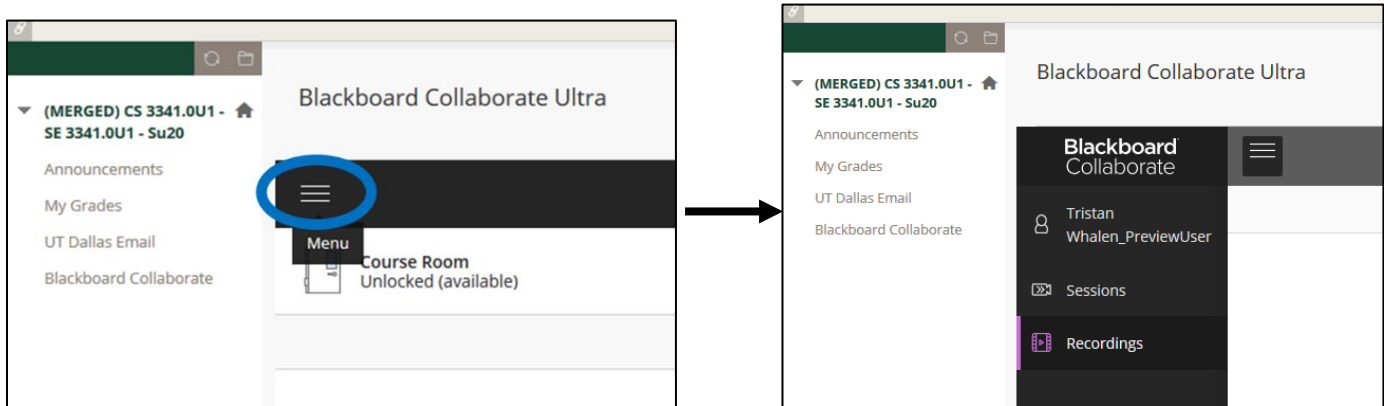 (MERGED) CS 3341.0U1 -
SE 3341.0U1 - Su20
Announcements
My Grades
UT Dallas Email
Blackboard Collaborate
Blackboard Collaborate Ultra
Menu
Course Room
Unlocked (available)
(MERGED) CS 3341.0U1 -
SE 3341.0U1 - Su20
Announcements
My Grades
UT Dallas Email
Blackboard Collaborate
Blackboard Collaborate Ultra
Blackboard
Collaborate
Tristan
Whalen_PreviewUser
Sessions
Recordings